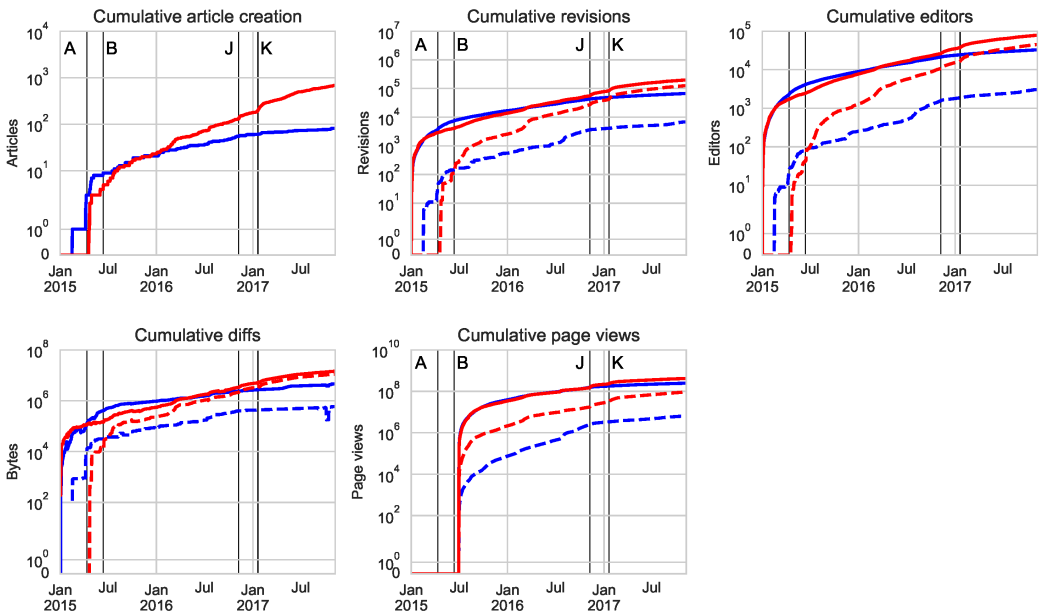 Cumulative article creation
Articles
10^4
10^3
10^2
10^1
10^0
0
A
B
J
K
Jan
2015
Jul
Jan
2016
Jul
Jan
2017
Jul
Cumulative revisions
Revisions
10^7
10^6
10^5
10^4
10^3
10^2
10^1
10^0
0
A
B
J
K
Jan
2015
Jul
Jan
2016
Jul
Jan
2017
Jul
Cumulative editors
Editors
10^5
10^4
10^3
10^2
10^1
10^0
0
A
B
J
K
Jan
2015
Jul
Jan
2016
Jul
Jan
2017
Jul
Cumulative diffs
Bytes
10^8
10^6
10^4
10^2
10^0
0
Jan
2015
Jul
Jan
2016
Jul
Jan
2017
Jul
Cumulative page views
Page views
10^10
10^8
10^6
10^4
10^2
10^0
0
A
B
J
K
Jan
2015
Jul
Jan
2016
Jul
Jan
2017
Jul